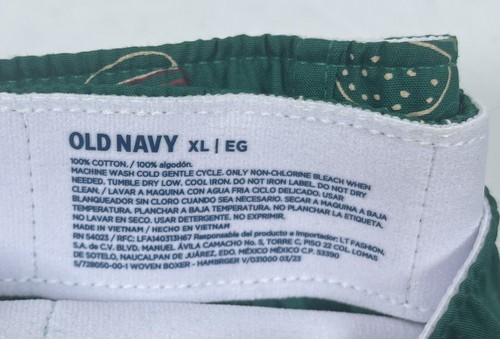 OLD NAVY XL | EG
100% COTTON. / 100% algodón.
MACHINE WASH COLD GENTLE CYCLE. ONLY NON-CHLORINE BLEACH WHEN
NEEDED. TUMBLE DRY LOW. COOL IRON. DO NOT IRON LABEL. DO NOT DRY
CLEAN. / LAVAR A MAQUINA CON AGUA FRIA CICLO DELICADO. USAR
BLANQUEADOR SIN CLORO CUANDO SEA NECESARIO. SECAR A MAQUINA A BAJA
TEMPERATURA. PLANCHAR A BAJA TEMPERATURA. NO PLANCHAR LA ETIQUETA.
NO LAVAR EN SECO. USAR DETERGENTE. NO EXPRIMIR.
MADE IN VIETNAM / HECHO EN VIETNAM
RN 54023 / RFC: LFA140313H67 Responsable del producto e Importador: LT FASHION,
S.A. de C.V. BLVD. MANUEL ÁVILA CAMACHO No. 5, TORRE C, PISO 22 COL. LOMAS
DE SOTELO, NAUCALPAN DE JUÁREZ, EDO. MÉXICO MÉXICO C.P. 53390
S/728050-00-1 WOVEN BOXER - HAMBRGER V/031000 03/23